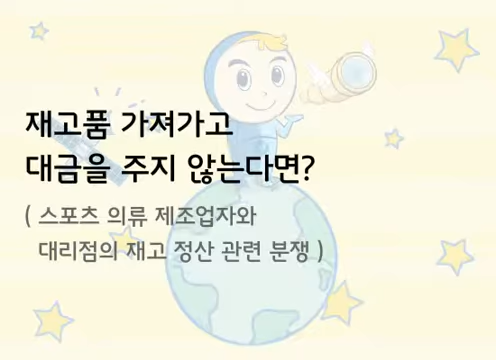 재고품 가져가고
대금을 주지 않는다면?
( 스포츠 의류 제조업자와
대리점의 재고 정산 관련 분쟁 )